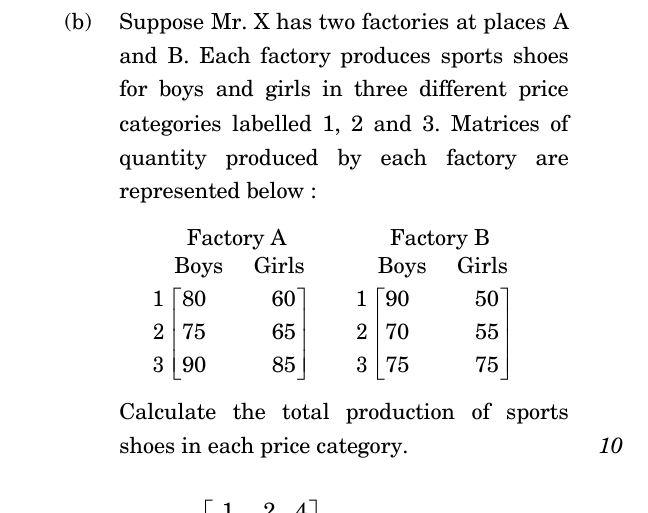 (b) Suppose Mr. X has two factories at places A
and B. Each factory produces sports shoes
for boys and girls in three different price
categories labelled 1, 2 and 3. Matrices of
quantity produced by each factory are
represented below :
Factory A Factory B
Boys Girls Boys Girls
1 [80 60] 1 [90 50]
2 [75 65] 2 [70 55]
3 [90 85] 3 [75 75]
Calculate the total production of sports
shoes in each price category. 10
[ 1 2 4]